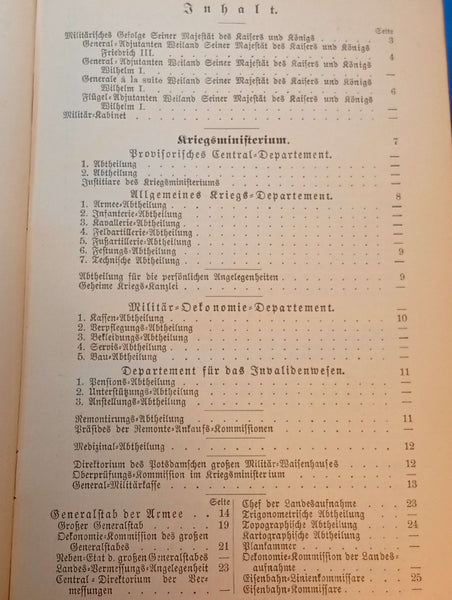 Inhalt.
Seite
Militärisches Gefolge Seiner Majestät des Kaisers und Königs 3
General-Adjutanten Weiland Seiner Majestät des Kaisers und Königs
Friedrich III. —
General-Adjutanten Weiland Seiner Majestät des Kaisers und Königs
Wilhelm I. 4
Generale à la suite Weiland Seiner Majestät des Kaisers und Königs
Wilhelm I. —
Flügel-Adjutanten Weiland Seiner Majestät des Kaisers und Königs
Wilhelm I. 6
Militär-Kabinet —
Kriegsministerium. 7
Provisorisches Central-Departement. —
1. Abtheilung —
2. Abtheilung —
Justitiare des Kriegsministeriums —
Allgemeines Kriegs-Departement. 8
1. Armee-Abtheilung —
2. Infanterie-Abtheilung —
3. Kavallerie-Abtheilung —
4. Feldartillerie-Abtheilung —
5. Fußartillerie-Abtheilung —
6. Festungs-Abtheilung 9
7. Technische Abtheilung —
Abtheilung für die persönlichen Angelegenheiten 9
Geheime Kriegs-Kanzlei —
Militär-Oekonomie-Departement.
1. Kassen-Abtheilung 10
2. Verpflegungs-Abtheilung —
3. Bekleidungs-Abtheilung —
4. Servis-Abtheilung —
5. Bau-Abtheilung —
Departement für das Invalidenwesen. 11
1. Pensions-Abtheilung —
2. Unterstützungs-Abtheilung —
3. Anstellungs-Abtheilung —
Remontirungs-Abtheilung 11
Präsides der Remonte-Ankaufs-Kommissionen —
Medizinal-Abtheilung 12
Direktorium des Potsdamschen großen Militär-Waisenhauses 12
Oberprüfungs-Kommission im Kriegsministerium —
General-Militärkasse 13
Seite
Generalstab der Armee 14
Großer Generalstab 19
Oekonomie-Kommission des großen
Generalstabes 21
Neben-Etat d. großen Generalstabes —
Landes-Vermessungs-Angelegenheit 23
Central-Direktorium der Ver-
messungen —
Seite
Chef der Landesaufnahme 23
Trigonometrische Abtheilung —
Topographische Abtheilung 24
Kartographische Abtheilung —
Plankammer —
Oekonomie-Kommission der Landes-
aufnahme —
Eisenbahn-Linienkommissare 25
Eisenbahn-Kommissare —